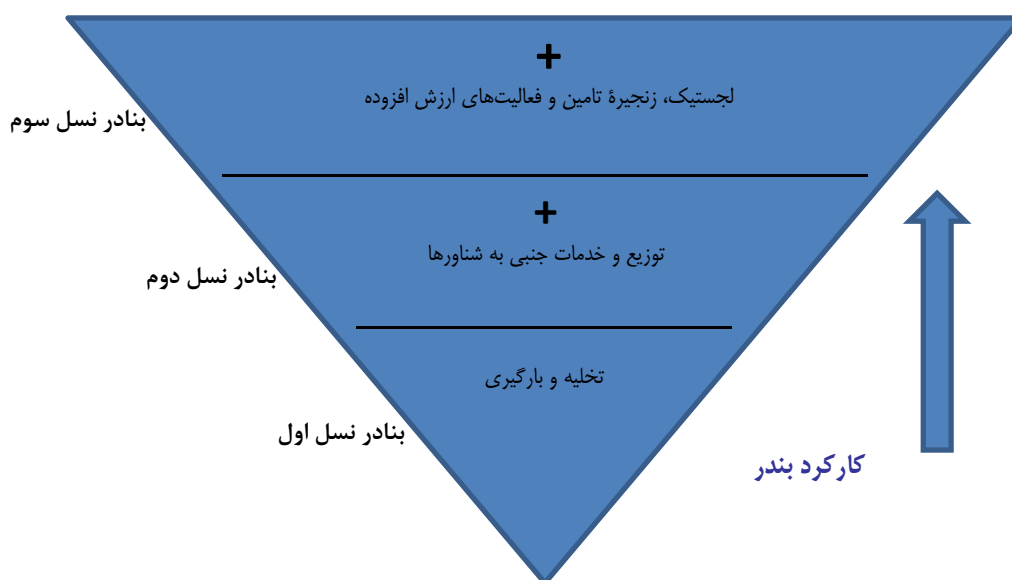 +
لجستیک، زنجیرۀ تامین و فعالیت‌های ارزش افزوده
بنادر نسل سوم
+
توزیع و خدمات جنبی به شناورها
بنادر نسل دوم
تخلیه و بارگیری
بنادر نسل اول
کارکرد بندر